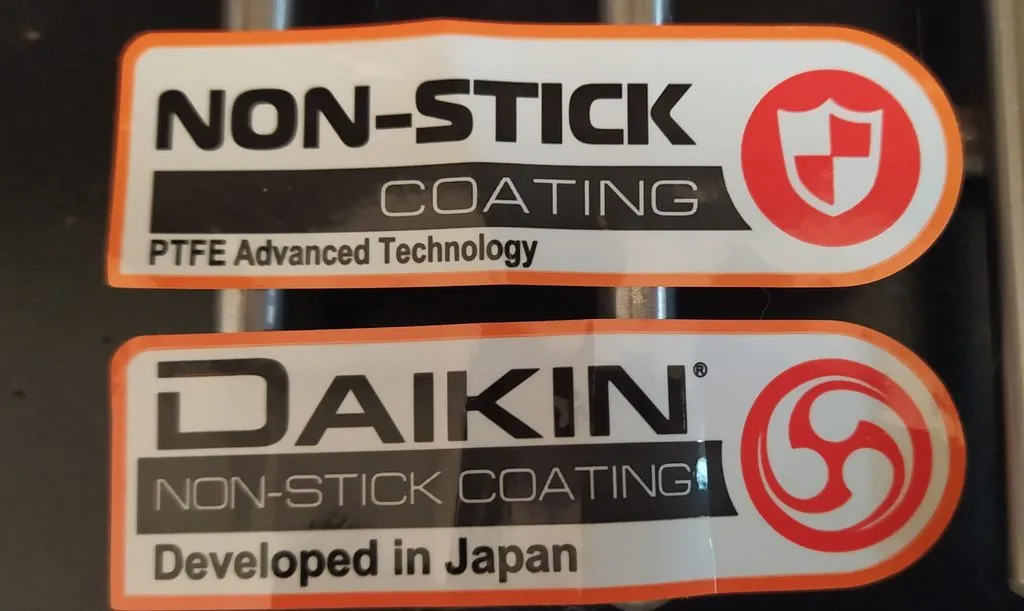 NON-STICK
COATING
PTFE Advanced Technology
DAIKIN®
NON-STICK COATING
Developed in Japan